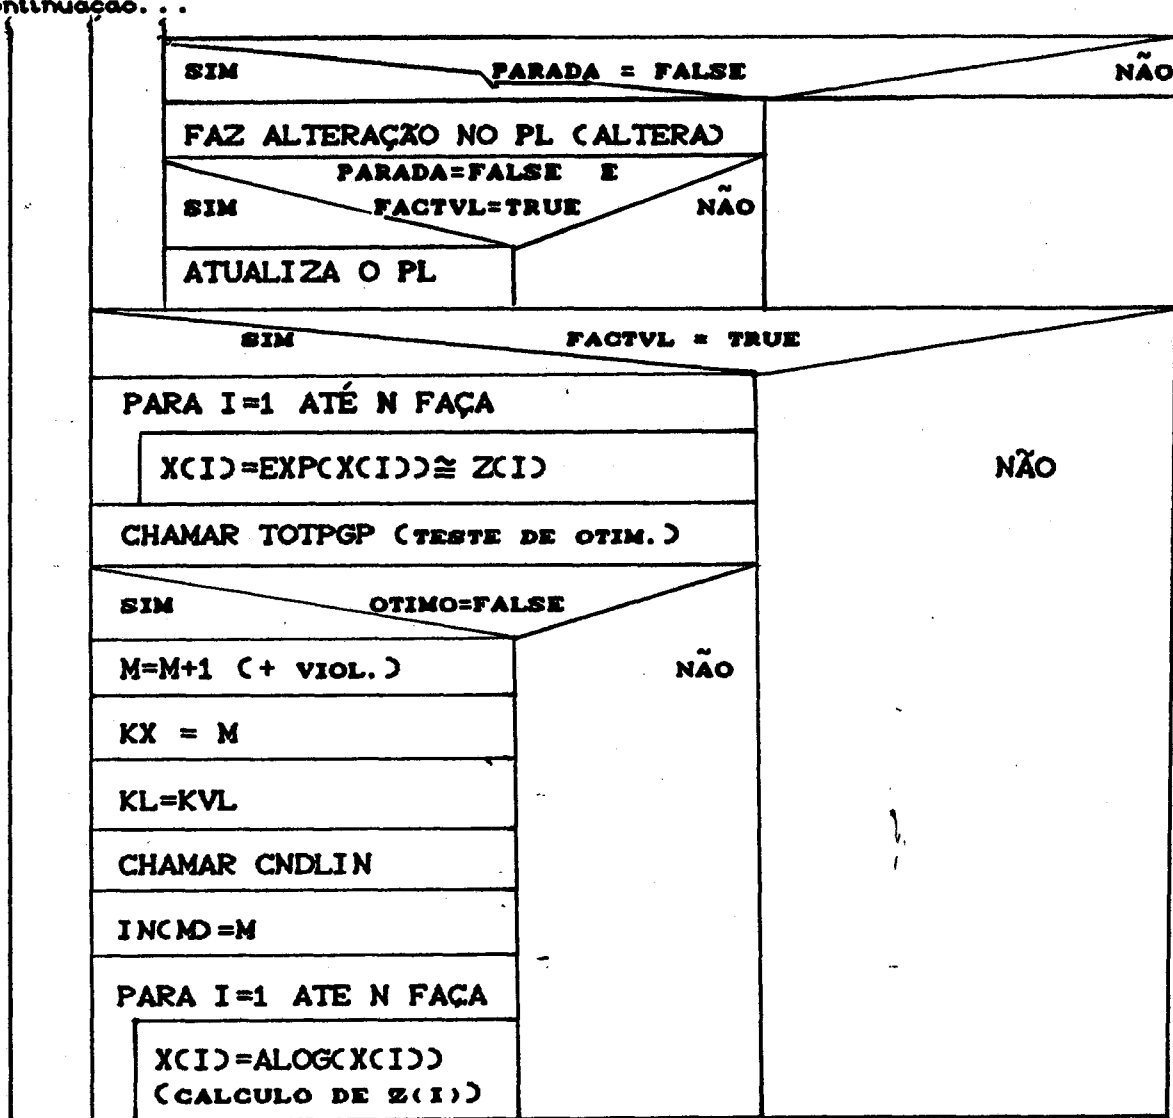 ontinuação...
SIM PARADA = FALSE NÃO
FAZ ALTERAÇÃO NO PL (ALTERA)
PARADA=FALSE E
SIM FACTVL=TRUE NÃO
ATUALIZA O PL
SIM FACTVL = TRUE
PARA I=1 ATÉ N FAÇA
X(I)=EXP(X(I))≅ Z(I)
NÃO
CHAMAR TOTPGP (TESTE DE OTIM.)
SIM OTIMO=FALSE
M=M+1 (+ VIOL.)
NÃO
KX = M
KL=KVL
CHAMAR CNDLIN
IN(M)=M
PARA I=1 ATE N FAÇA
X(I)=ALOG(X(I))
(CALCULO DE Z(I))